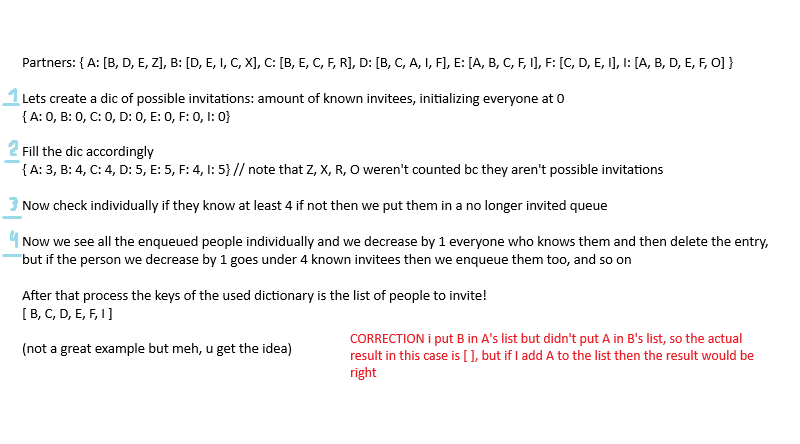 Partners: { A: [B, D, E, Z], B: [D, E, I, C, X], C: [B, E, C, F, R], D: [B, C, A, I, F], E: [A, B, C, F, I], F: [C, D, E, I], I: [A, B, D, E, F, O] }
1 Lets create a dic of possible invitations: amount of known invitees, initializing everyone at 0
{ A: 0, B: 0, C: 0, D: 0, E: 0, F: 0, I: 0}
2 Fill the dic accordingly
{ A: 3, B: 4, C: 4, D: 5, E: 5, F: 4, I: 5} // note that Z, X, R, O weren't counted bc they aren't possible invitations
3 Now check individually if they know at least 4 if not then we put them in a no longer invited queue
4 Now we see all the enqueued people individually and we decrease by 1 everyone who knows them and then delete the entry,
but if the person we decrease by 1 goes under 4 known invitees then we enqueue them too, and so on
After that process the keys of the used dictionary is the list of people to invite!
[ B, C, D, E, F, I ]
(not a great example but meh, u get the idea)
CORRECTION i put B in A's list but didn't put A in B's list, so the actual
result in this case is [ ], but if I add A to the list then the result would be
right